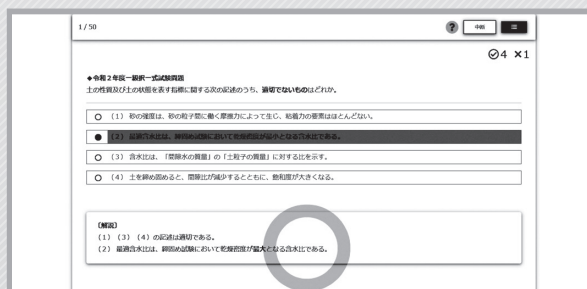 1 / 50
? 中断
4 ×1
◆令和2年度一級択一式試験問題
土の性質及び土の状態を表す指標に関する次の記述のうち、適切でないものはどれか。
(1) 砂の強度は、砂の粒子間に働く摩擦力によって生じ、粘着力の要素はほとんどない。
(2) 最適含水比は、締固め試験において乾燥密度が最小となる含水比である。
(3) 含水比は、「間隙水の質量」の「土粒子の質量」に対する比を示す。
(4) 土を締め固めると、間隙比が減少するとともに、飽和度が大きくなる。
〔解説〕
(1) (3) (4) の記述は適切である。
(2) 最適含水比は、締固め試験において乾燥密度が最大となる含水比である。